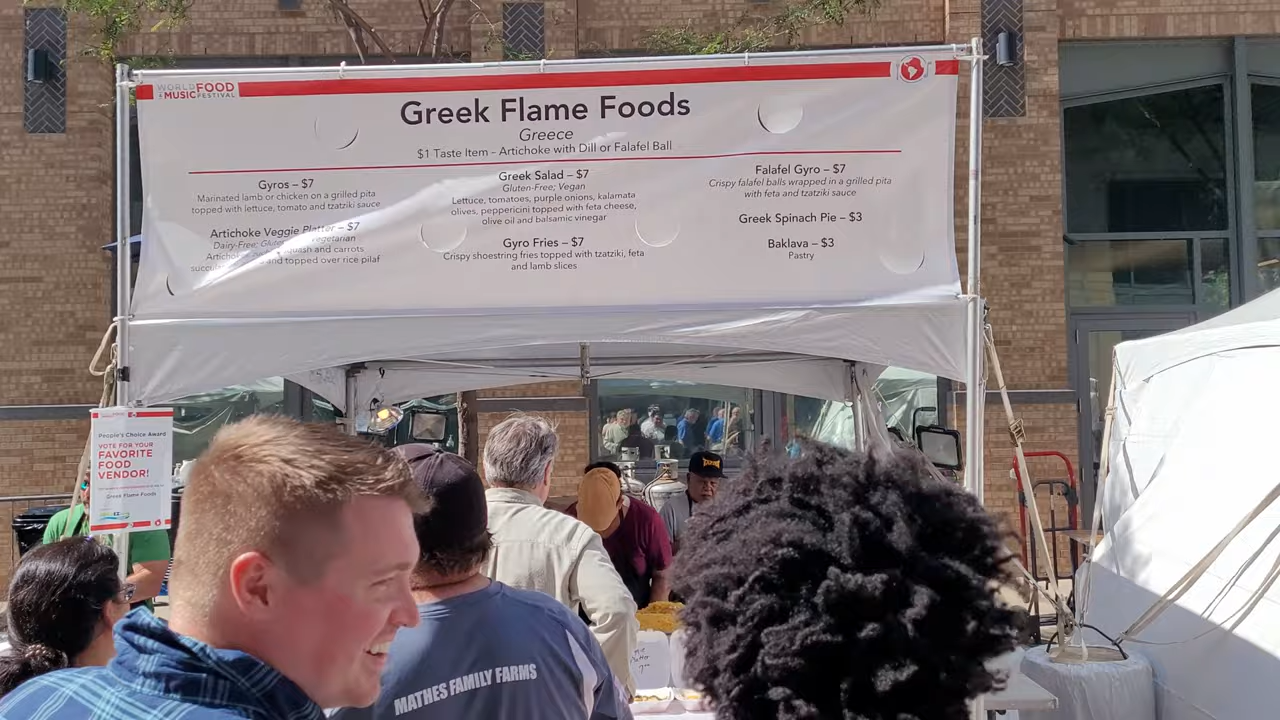 WORLD FOOD
+ MUSIC FESTIVAL
Greek Flame Foods
Greece
$1 Taste Item – Artichoke with Dill or Falafel Ball
Gyros – $7
Marinated lamb or chicken on a grilled pita
topped with lettuce, tomato and tzatziki sauce
Artichoke Veggie Platter – $7
Dairy-Free; Vegetarian
squash and carrots
and topped over rice pilaf
Greek Salad – $7
Gluten-Free; Vegan
Lettuce, tomatoes, purple onions, kalamata
olives, peppericini topped with feta cheese,
olive oil and balsamic vinegar
Gyro Fries – $7
Crispy shoestring fries topped with tzatziki, feta
and lamb slices
Falafel Gyro – $7
Crispy falafel balls wrapped in a grilled pita
with feta and tzatziki sauce
Greek Spinach Pie – $3
Baklava – $3
Pastry
People's Choice Award
VOTE FOR YOUR
FAVORITE
FOOD
VENDOR!
Greek Flame Foods
MATHES FAMILY FARMS